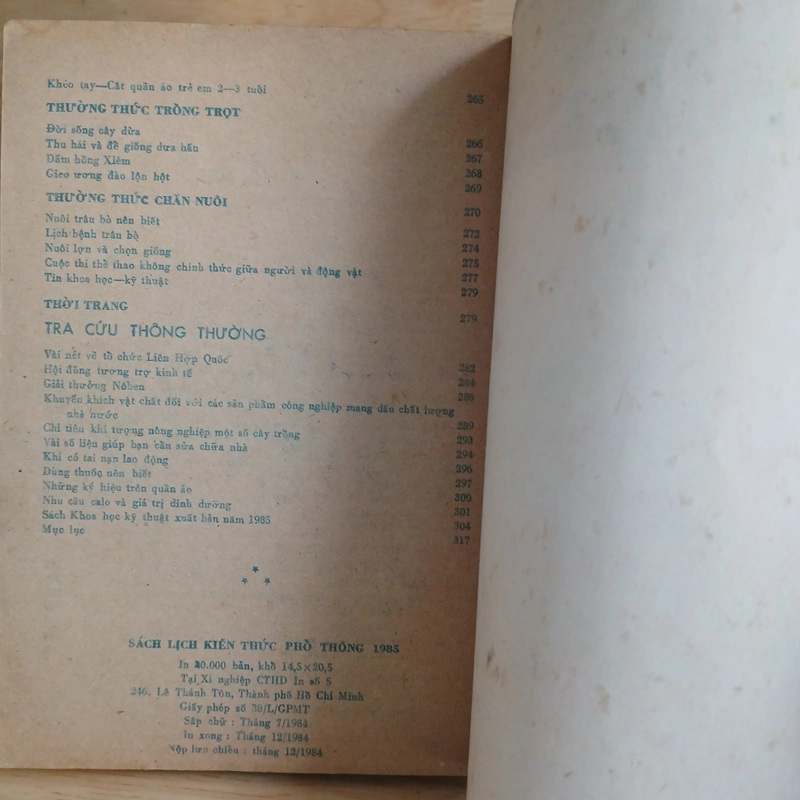 Khéo tay—Cắt quần áo trẻ em 2—3 tuổi 265
THƯỜNG THỨC TRỒNG TRỌT
Đời sống cây dừa 266
Thu hái và để giống dưa hấu 267
Dấm hồng Xiêm 268
Gieo ương đào lộn hột 269
THƯỜNG THỨC CHĂN NUÔI 270
Nuôi trâu bò nên biết 272
Lịch bệnh trâu bò 274
Nuôi lợn và chọn giống 275
Cuộc thi thể thao không chính thức giữa người và động vật 277
Tin khoa học—kỹ thuật 279
THỜI TRANG 279
TRA CỨU THÔNG THƯỜNG
Vài nét về tổ chức Liên Hợp Quốc 282
Hội đồng tương trợ kinh tế 284
Giải thưởng Nôben 286
Khuyến khích vật chất đối với các sản phẩm công nghiệp mang dấu chất lượng
nhà nước 289
Chỉ tiêu khí tượng nông nghiệp một số cây trồng 293
Vài số liệu giúp bạn cần sửa chữa nhà 294
Khi có tai nạn lao động 296
Dùng thuốc nên biết 297
Những ký hiệu trên quần áo 300
Nhu cầu calo và giá trị dinh dưỡng 301
Sách Khoa học kỹ thuật xuất bản năm 1985 304
Mục lục 317
SÁCH LỊCH KIẾN THỨC PHỔ THÔNG 1985
In 20.000 bản, khổ 14,5×20,5
Tại Xí nghiệp CTHD In số 5
246, Lê Thánh Tôn, Thành phố Hồ Chí Minh
Giấy phép số 38/L/GPMT
Sắp chữ : Tháng 7/1984
In xong : Tháng 12/1984
Nộp lưu chiểu : tháng 12/1984